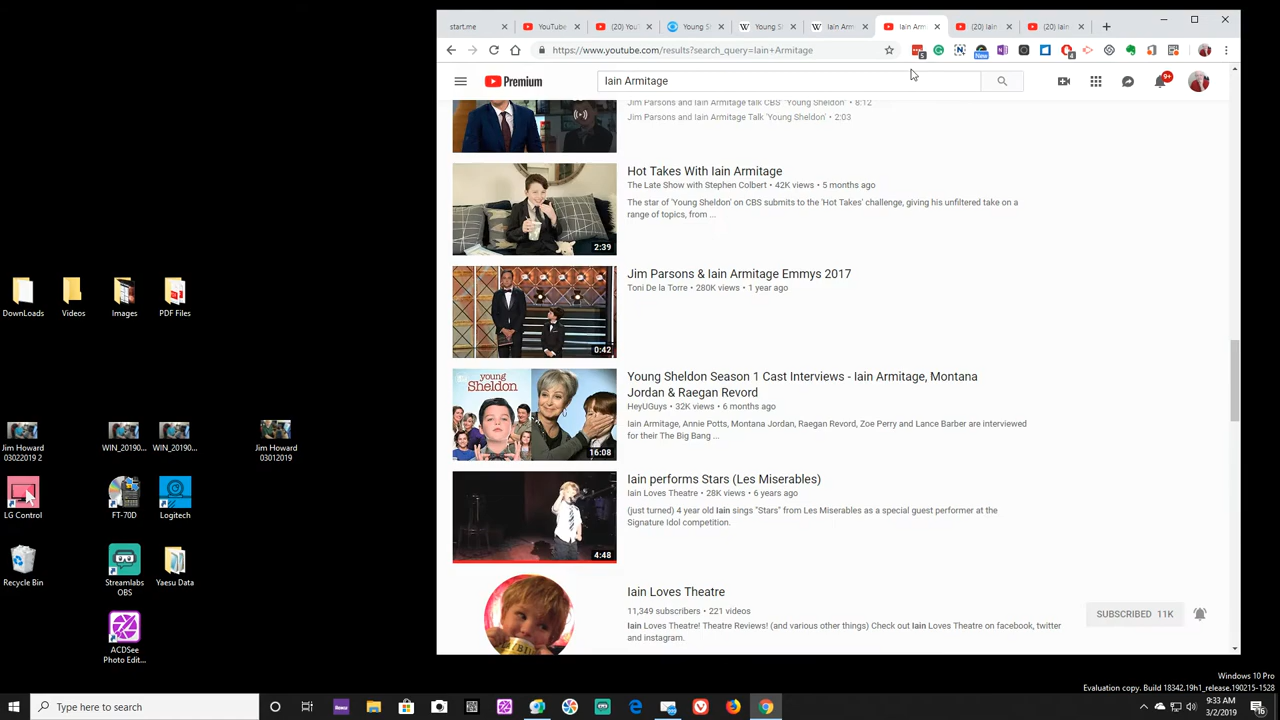 start.me
YouTube
(20) YouT
Young Sh
Young Sh
Iain Arm
Iain Arm
(20) Iain
(20) Iain
https://www.youtube.com/results?search_query=Iain+Armitage
5
New
4
Premium
Iain Armitage
9+
Jim Parsons and Iain Armitage talk CBS 'Young Sheldon' • 8:12
Jim Parsons and Iain Armitage Talk 'Young Sheldon' • 2:03
Hot Takes With Iain Armitage
The Late Show with Stephen Colbert • 42K views • 5 months ago
The star of 'Young Sheldon' on CBS submits to the 'Hot Takes' challenge, giving his unfiltered take on a
range of topics, from ...
2:39
Jim Parsons & Iain Armitage Emmys 2017
Toni De la Torre • 280K views • 1 year ago
0:42
Young Sheldon Season 1 Cast Interviews - Iain Armitage, Montana
Jordan & Raegan Revord
HeyUGuys • 32K views • 6 months ago
Iain Armitage, Annie Potts, Montana Jordan, Raegan Revord, Zoe Perry and Lance Barber are interviewed
for their The Big Bang ...
young
Sheldon
16:08
Iain performs Stars (Les Miserables)
Iain Loves Theatre • 28K views • 6 years ago
(just turned) 4 year old Iain sings "Stars" from Les Miserables as a special guest performer at the
Signature Idol competition.
4:48
Iain Loves Theatre
11,349 subscribers • 221 videos
Iain Loves Theatre! Theatre Reviews! (and various other things) Check out Iain Loves Theatre on facebook, twitter
and instagram.
SUBSCRIBED 11K
DownLoads
Videos
Images
PDF Files
Jim Howard
03022019 2
WIN_20190...
WIN_20190...
Jim Howard
03012019
LG Control
FT-70D
Logitech
Recycle Bin
Streamlabs
OBS
Yaesu Data
ACDSee
Photo Edit...
Windows 10 Pro
Evaluation copy. Build 18342.19h1_release.190215-1528
Type here to search
Roku
9:33 AM
3/2/2019
16